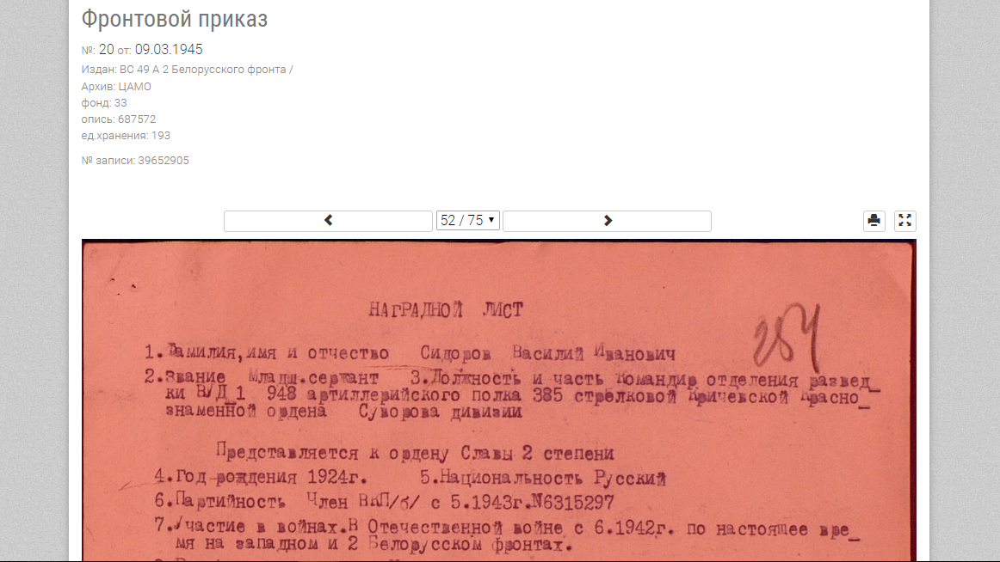 Фронтовой приказ
№: 20 от: 09.03.1945
Издан: ВС 49 А 2 Белорусского фронта /
Архив: ЦАМО
фонд: 33
опись: 687572
ед.хранения: 193
№ записи: 39652905
52 / 75
НАГРАДНОЙ ЛИСТ
254
1.Фамилия,имя и отчество Сидоров Василий Иванович
2.Звание Младш.сержант 3.Должность и часть Командир отделения развед_
ки В/Д_1 948 артиллерийского полка 385 стрелковой Кричевской Красно_
знаменной ордена Суворова дивизии
Представляется к ордену Славы 2 степени
4.Год рождения 1924г. 5.Национальность Русский
6.Партийность Член ВКП/б/ с 5.1943г.№6315297
7.Участие в войнах.В Отечественной войне с 6.1942г. по настоящее вре_
мя на западном и 2 Белорусском фронтах.